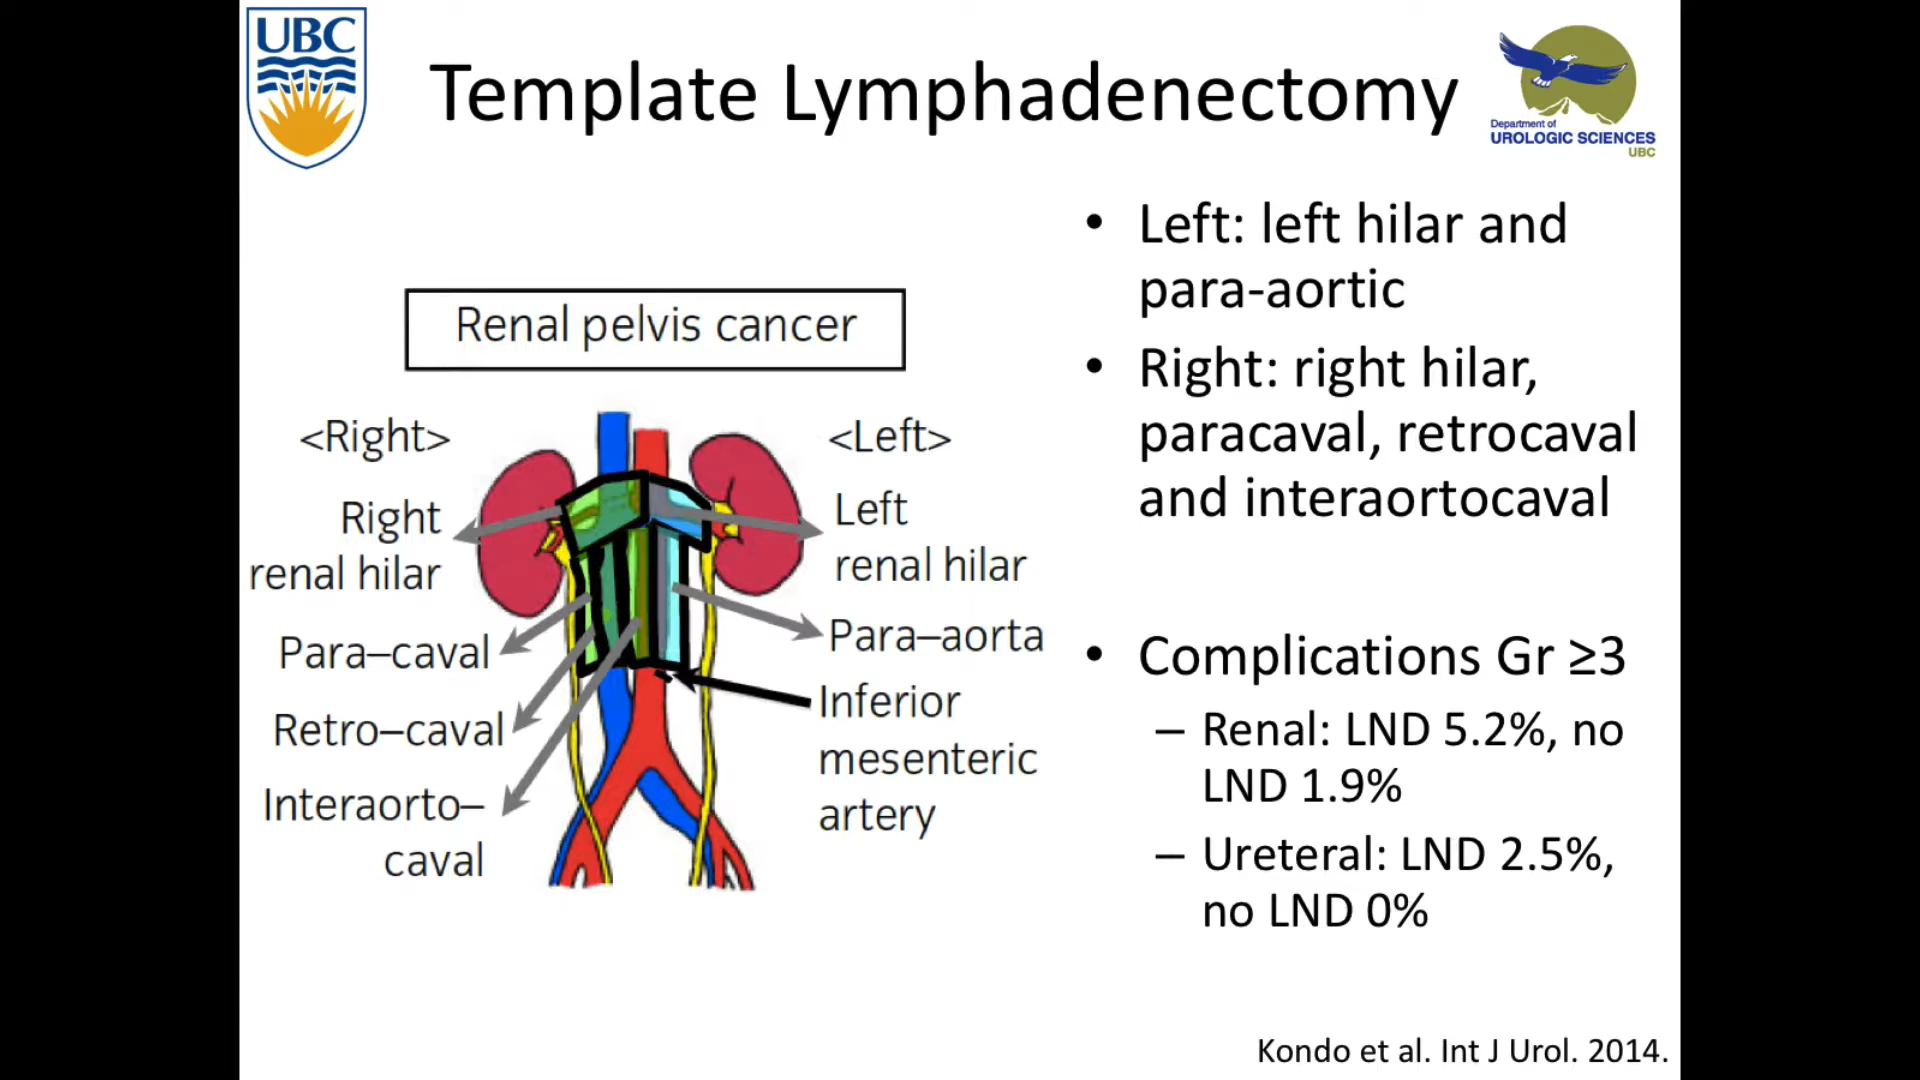 UBC
Template Lymphadenectomy
Department of
UROLOGIC SCIENCES
UBC
Renal pelvis cancer
<Right>
Right
renal hilar
Para–caval
Retro–caval
Interaorto–
caval
<Left>
Left
renal hilar
Para–aorta
Inferior
mesenteric
artery
• Left: left hilar and
para-aortic
• Right: right hilar,
paracaval, retrocaval
and interaortocaval
• Complications Gr ≥3
– Renal: LND 5.2%, no
LND 1.9%
– Ureteral: LND 2.5%,
no LND 0%
Kondo et al. Int J Urol. 2014.